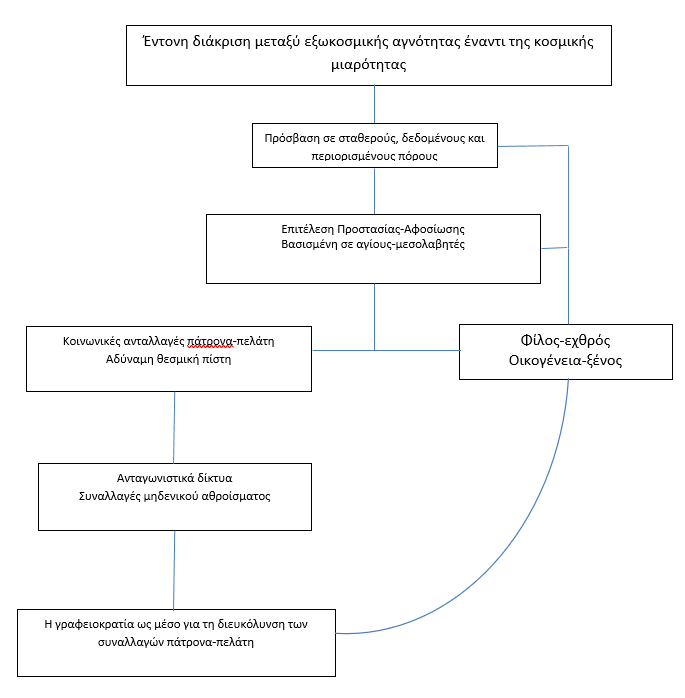 Έντονη διάκριση μεταξύ εξωκοσμικής αγνότητας έναντι της κοσμικής
μιαρότητας
Πρόσβαση σε σταθερούς, δεδομένους και
περιορισμένους πόρους
Επιτέλεση Προστασίας-Αφοσίωσης
Βασισμένη σε αγίους-μεσολαβητές
Κοινωνικές ανταλλαγές πάτρονα-πελάτη
Αδύναμη θεσμική πίστη
Φίλος-εχθρός
Οικογένεια-ξένος
Ανταγωνιστικά δίκτυα
Συναλλαγές μηδενικού αθροίσματος
Η γραφειοκρατία ως μέσο για τη διευκόλυνση των
συναλλαγών πάτρονα-πελάτη